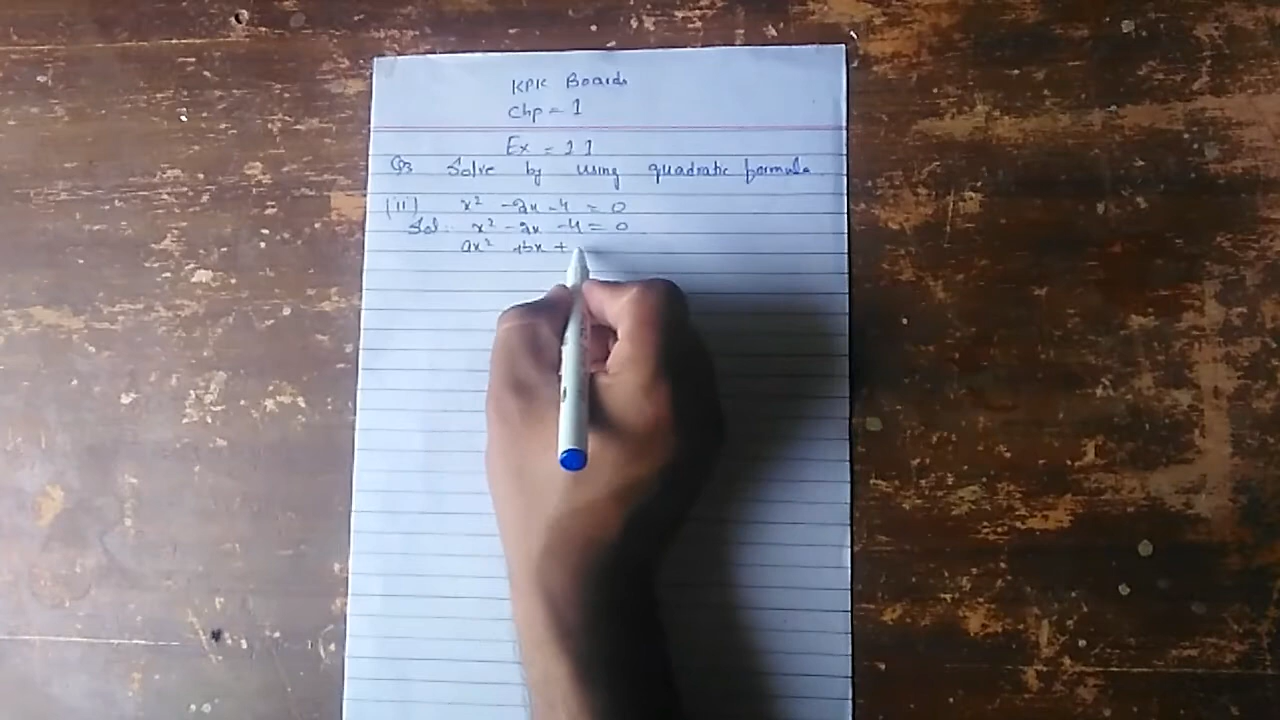 KPK Boards
Chp = 1
Ex = 1 1
Q3 Solve by using quadratic formula
(ii) x² - 2x - 4 = 0
Sol: x² - 2x - 4 = 0
ax² + bx +